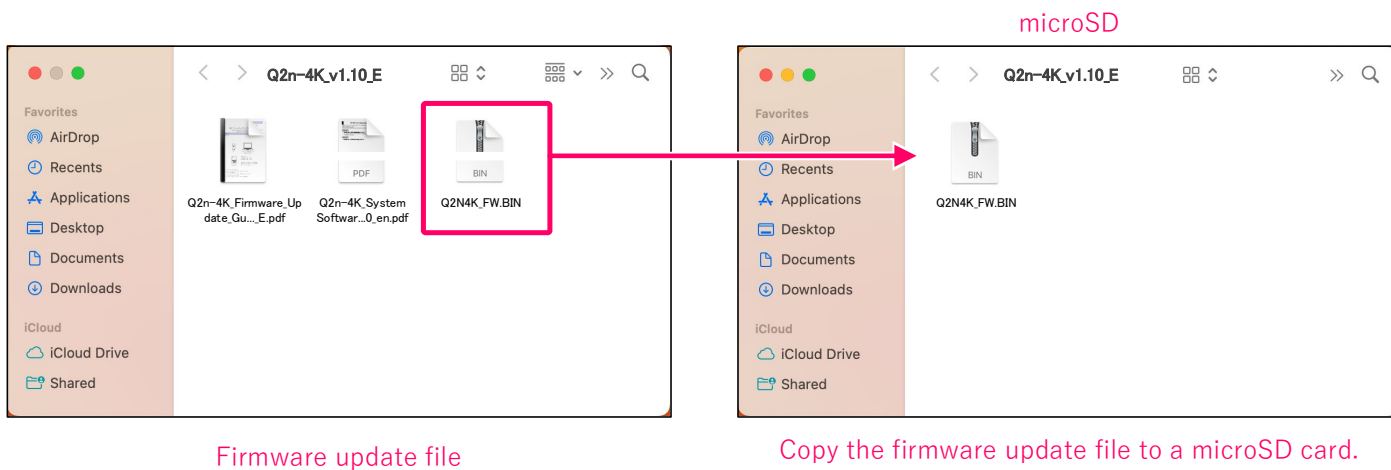 microSD
Q2n-4K_v1.10_E
Favorites
AirDrop
Recents
Applications
Desktop
Documents
Downloads
iCloud
iCloud Drive
Shared
Q2n-4K_Firmware_Up
date_Gu..._E.pdf
PDF
Q2n-4K_System
Softwar...0_en.pdf
BIN
Q2N4K_FW.BIN
Q2n-4K_v1.10_E
Favorites
AirDrop
Recents
Applications
Desktop
Documents
Downloads
iCloud
iCloud Drive
Shared
BIN
Q2N4K_FW.BIN
Firmware update file
Copy the firmware update file to a microSD card.